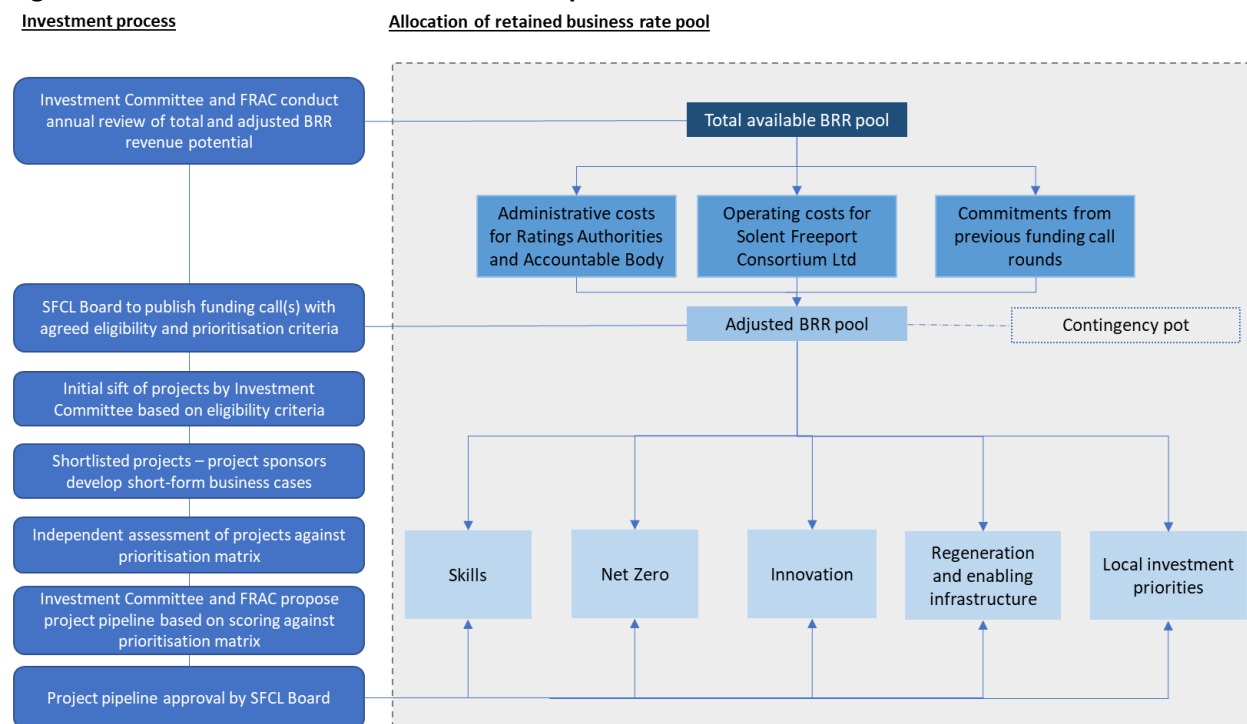 Investment process
Allocation of retained business rate pool
Investment Committee and FRAC conduct
annual review of total and adjusted BRR
revenue potential
SFCL Board to publish funding call(s) with
agreed eligibility and prioritisation criteria
Initial sift of projects by Investment
Committee based on eligibility criteria
Shortlisted projects – project sponsors
develop short-form business cases
Independent assessment of projects against
prioritisation matrix
Investment Committee and FRAC propose
project pipeline based on scoring against
prioritisation matrix
Project pipeline approval by SFCL Board
Total available BRR pool
Administrative costs
for Ratings Authorities
and Accountable Body
Operating costs for
Solent Freeport
Consortium Ltd
Commitments from
previous funding call
rounds
Adjusted BRR pool
Contingency pot
Skills
Net Zero
Innovation
Regeneration
and enabling
infrastructure
Local investment
priorities